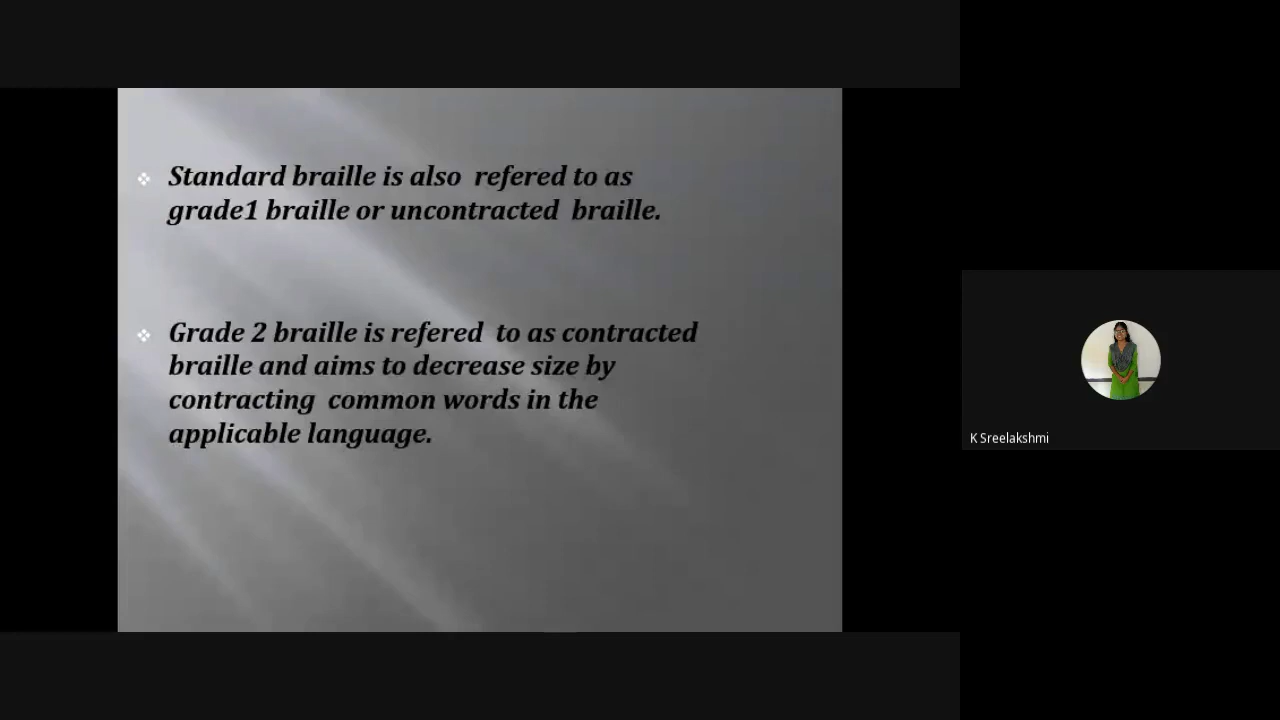 Standard braille is also refered to as
grade1 braille or uncontracted braille.
Grade 2 braille is refered to as contracted
braille and aims to decrease size by
contracting common words in the
applicable language.
K Sreelakshmi